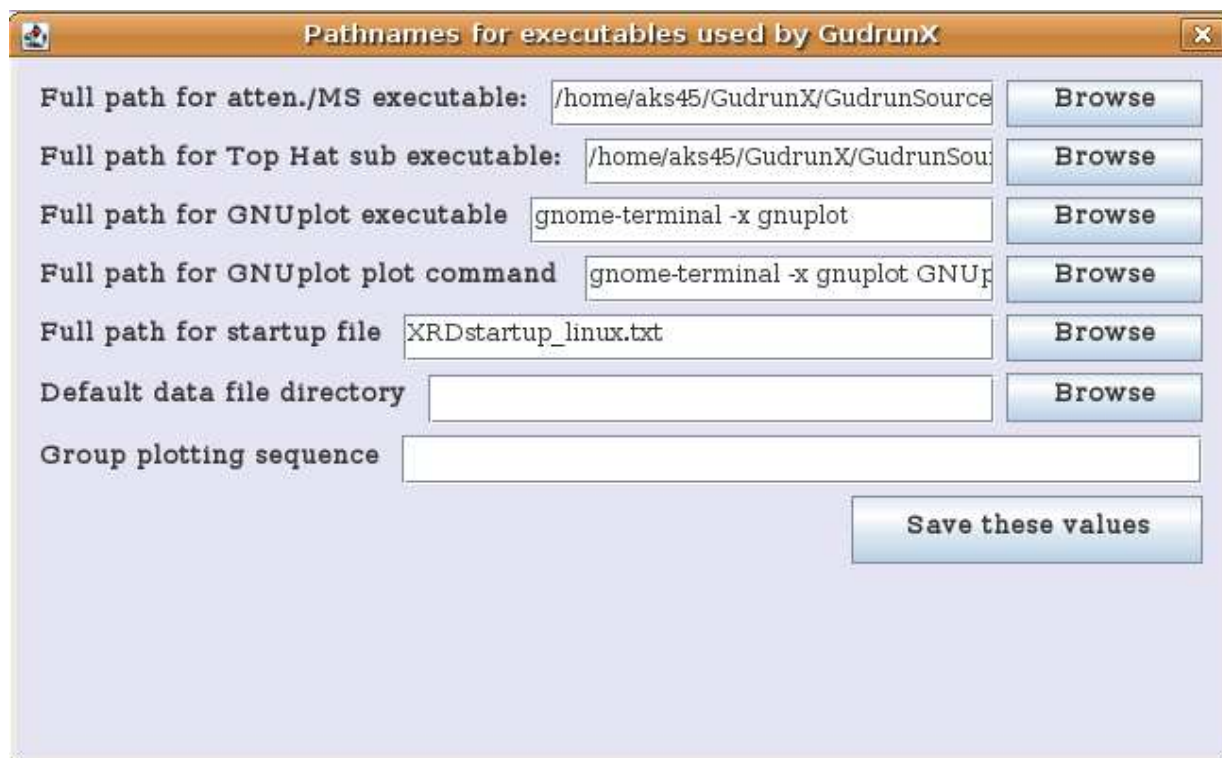 Pathnames for executables used by GudrunX
Full path for atten./MS executable: /home/aks45/GudrunX/GudrunSource Browse
Full path for Top Hat sub executable: /home/aks45/GudrunX/GudrunSou Browse
Full path for GNUplot executable gnome-terminal -x gnuplot Browse
Full path for GNUplot plot command gnome-terminal -x gnuplot GNUp Browse
Full path for startup file XRDstartup_linux.txt Browse
Default data file directory Browse
Group plotting sequence
Save these values